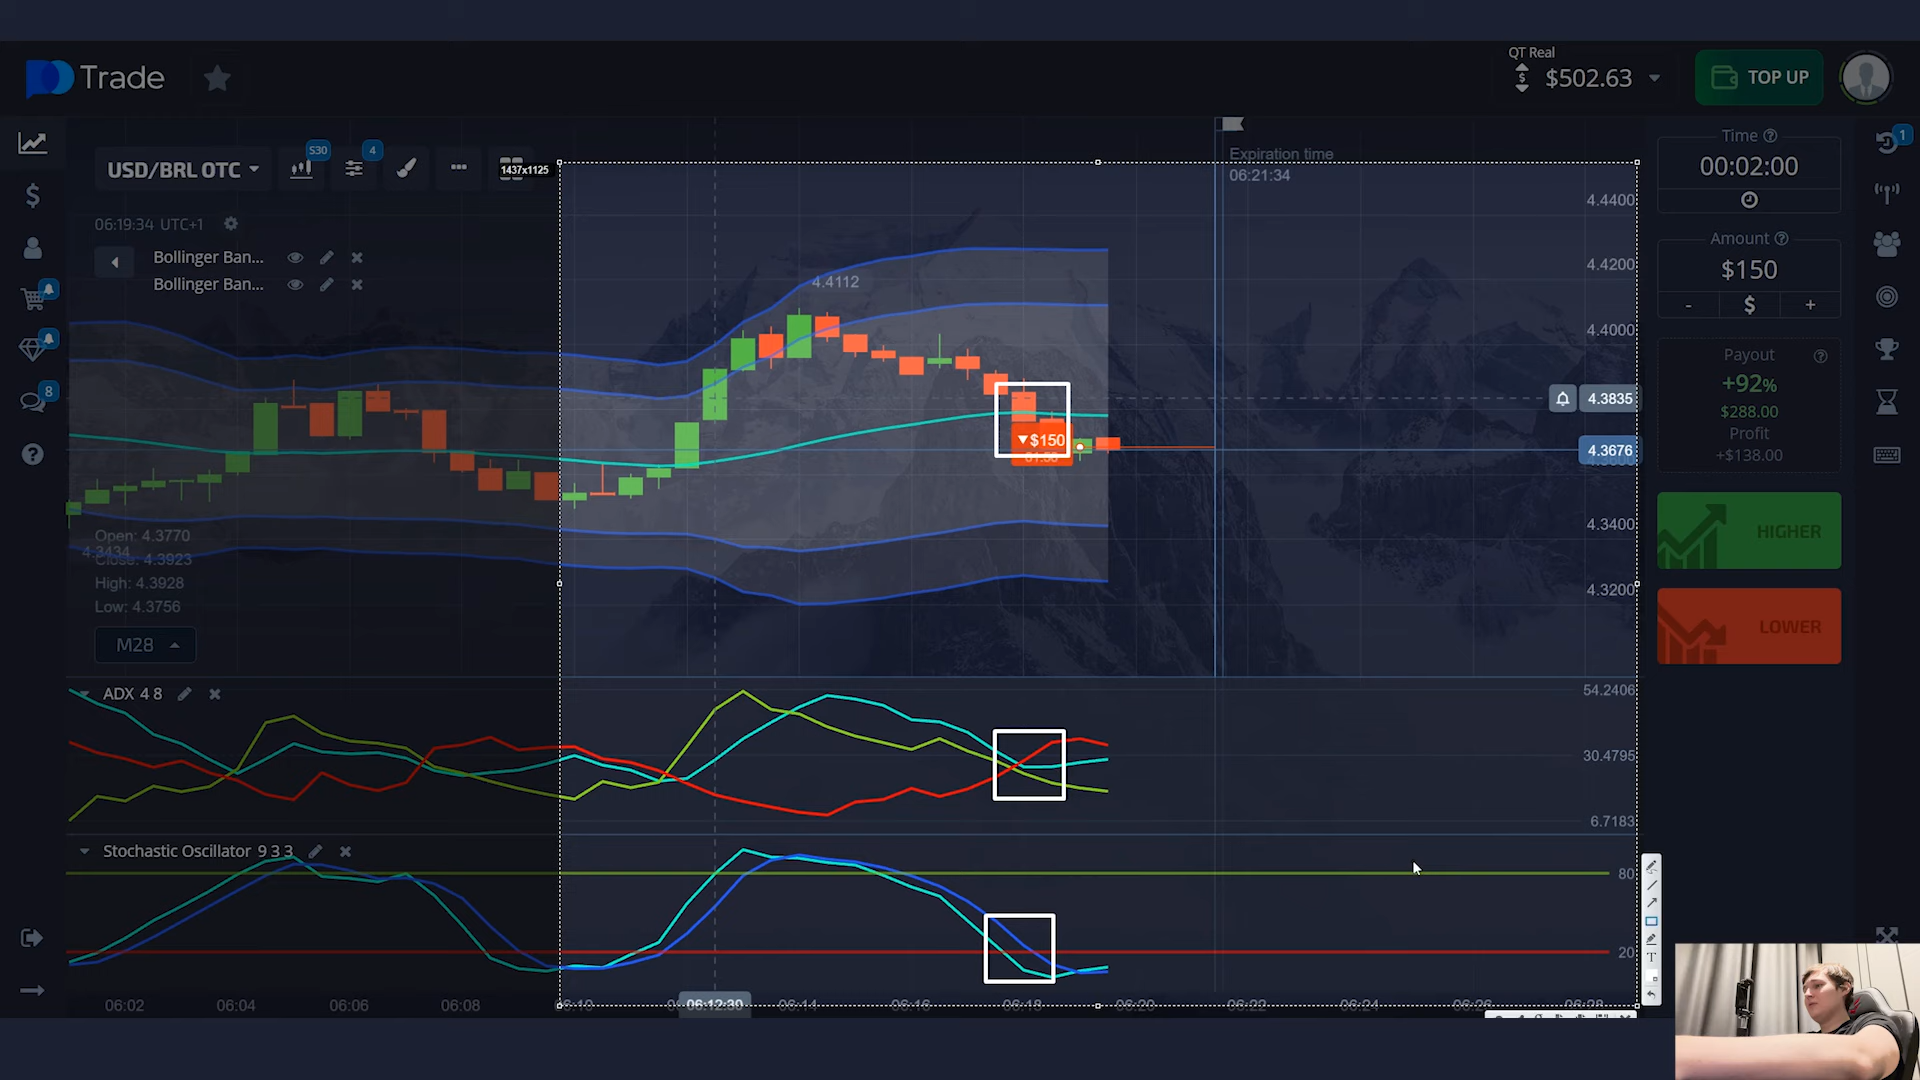 Trade
QT Real
$502.63
TOP UP
USD/BRL OTC
S30
4
1437x1125
Expiration time
06:21:34
06:19:34 UTC+1
Bollinger Ban...
Bollinger Ban...
4.4112
4.4400
4.4200
4.4000
4.3835
4.3676
4.3400
4.3200
$150
Open: 4.3770
4.3434
Close: 4.3923
High: 4.3928
Low: 4.3756
M28
ADX 4 8
54.2406
30.4795
6.7183
Stochastic Oscillator 9 3 3
80
20
06:02
06:04
06:06
06:08
06:10
06:12:30
06:14
06:16
06:18
06:20
06:22
06:24
06:26
06:28
Time
00:02:00
Amount
$150
- $ +
Payout
+92%
$288.00
Profit
+$138.00
HIGHER
LOWER
1
8
T